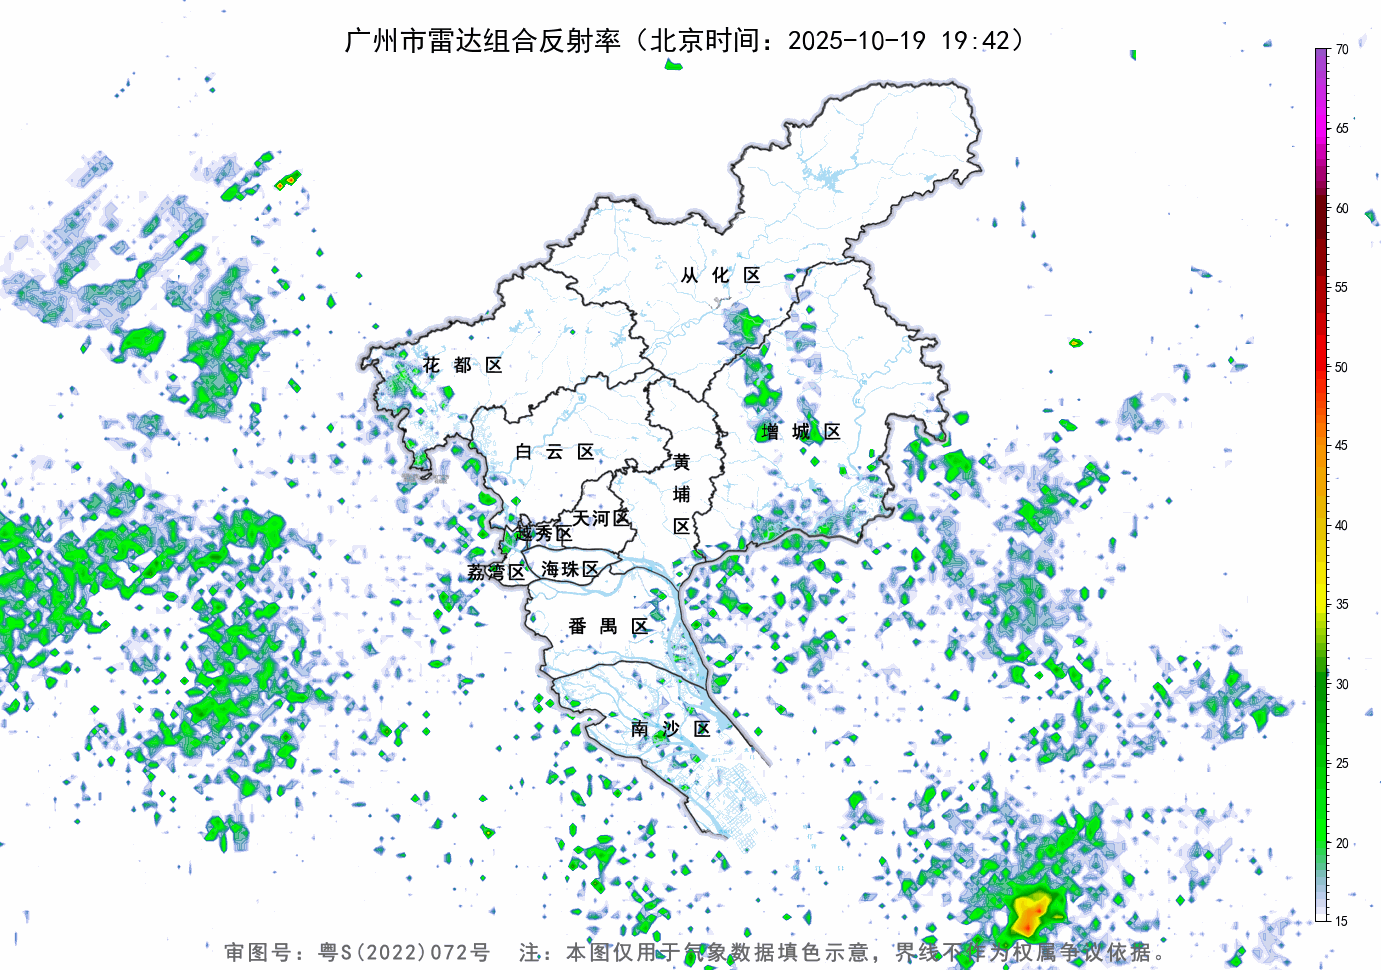 广州市雷达组合反射率（北京时间：2025-10-19 19:42）
70
65
60
55
50
45
40
35
30
25
20
15
从化区
花都区
增城区
白云区
黄埔区
天河区
越秀区
荔湾区
海珠区
番禺区
南沙区
审图号：粤S(2022)072号 注：本图仅用于气象数据填色示意，界线不作为权属争议依据。